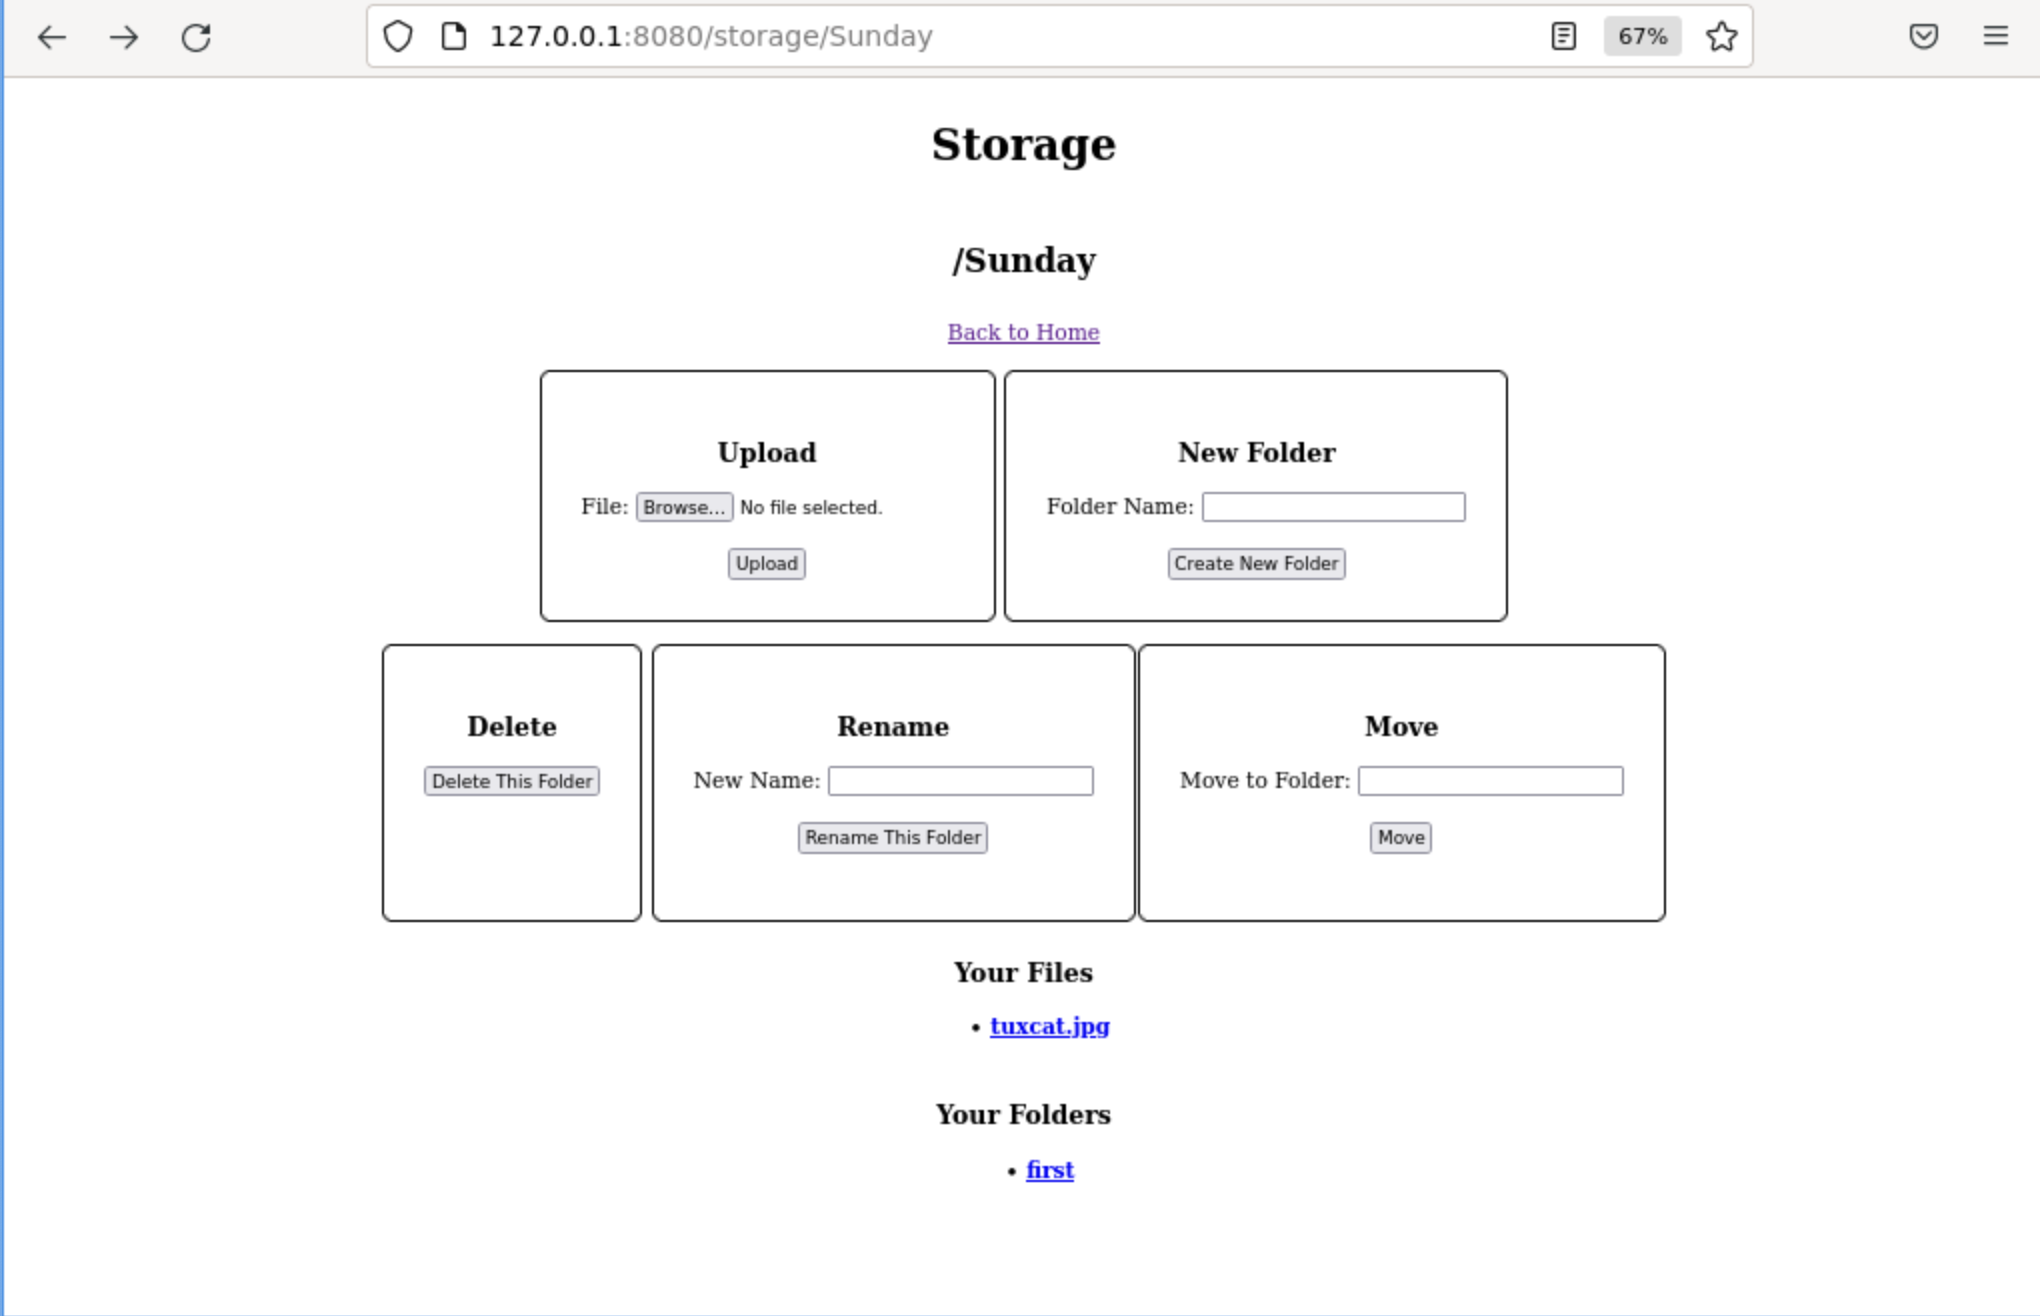 127.0.0.1:8080/storage/Sunday 67%
Storage
/Sunday
Back to Home
Upload
File: Browse... No file selected.
Upload
New Folder
Folder Name:
Create New Folder
Delete
Delete This Folder
Rename
New Name:
Rename This Folder
Move
Move to Folder:
Move
Your Files
• tuxcat.jpg
Your Folders
• first